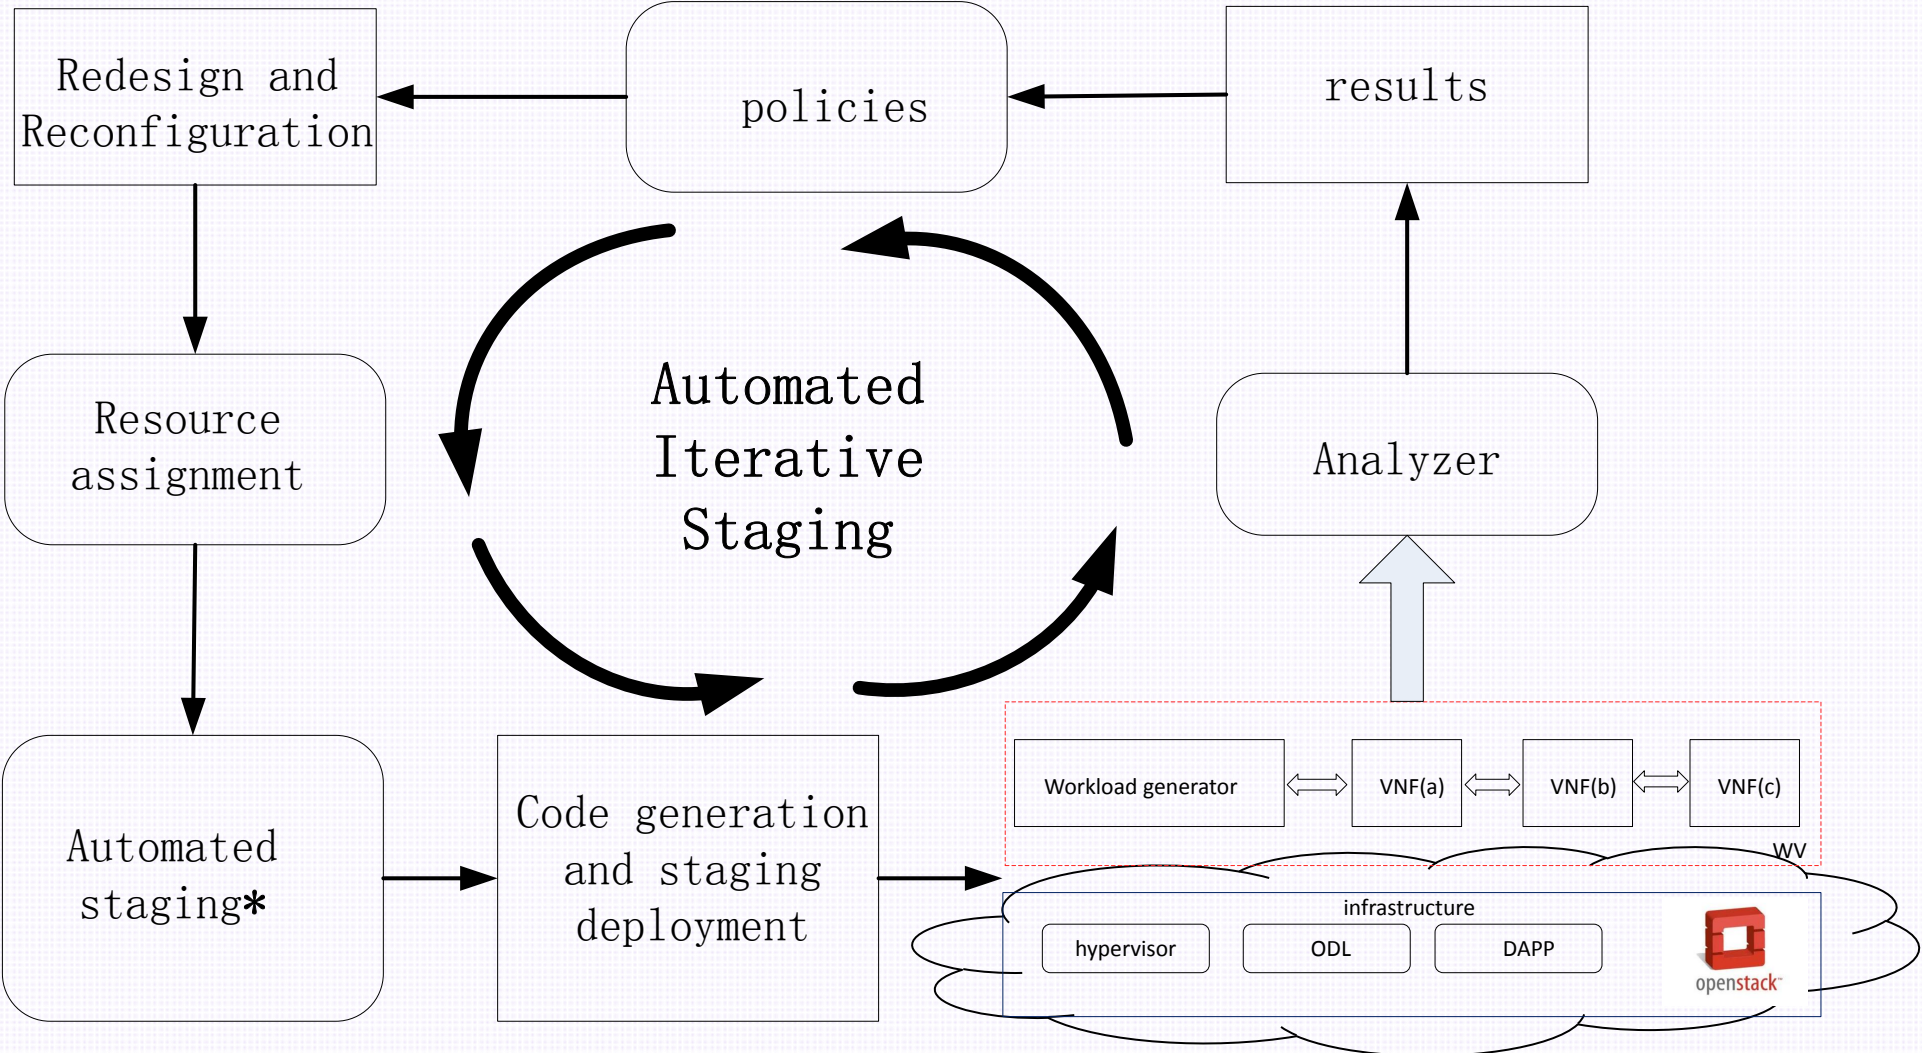 Redesign and
Reconfiguration
policies
results
Resource
assignment
Automated
Iterative
Staging
Analyzer
Automated
staging*
Code generation
and staging
deployment
Workload generator
VNF(a)
VNF(b)
VNF(c)
WV
infrastructure
hypervisor
ODL
DAPP
openstack™